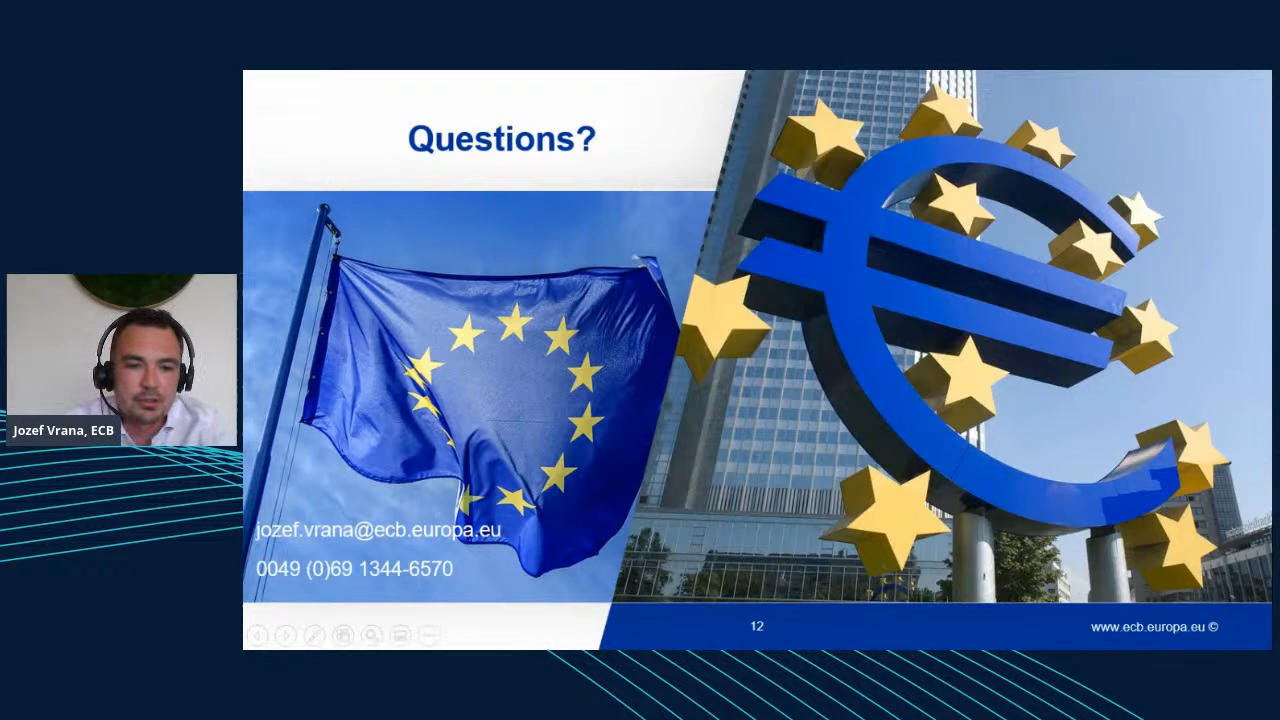 Questions?
Jozef Vrana, ECB
jozef.vrana@ecb.europa.eu
0049 (0)69 1344-6570
12
www.ecb.europa.eu ©